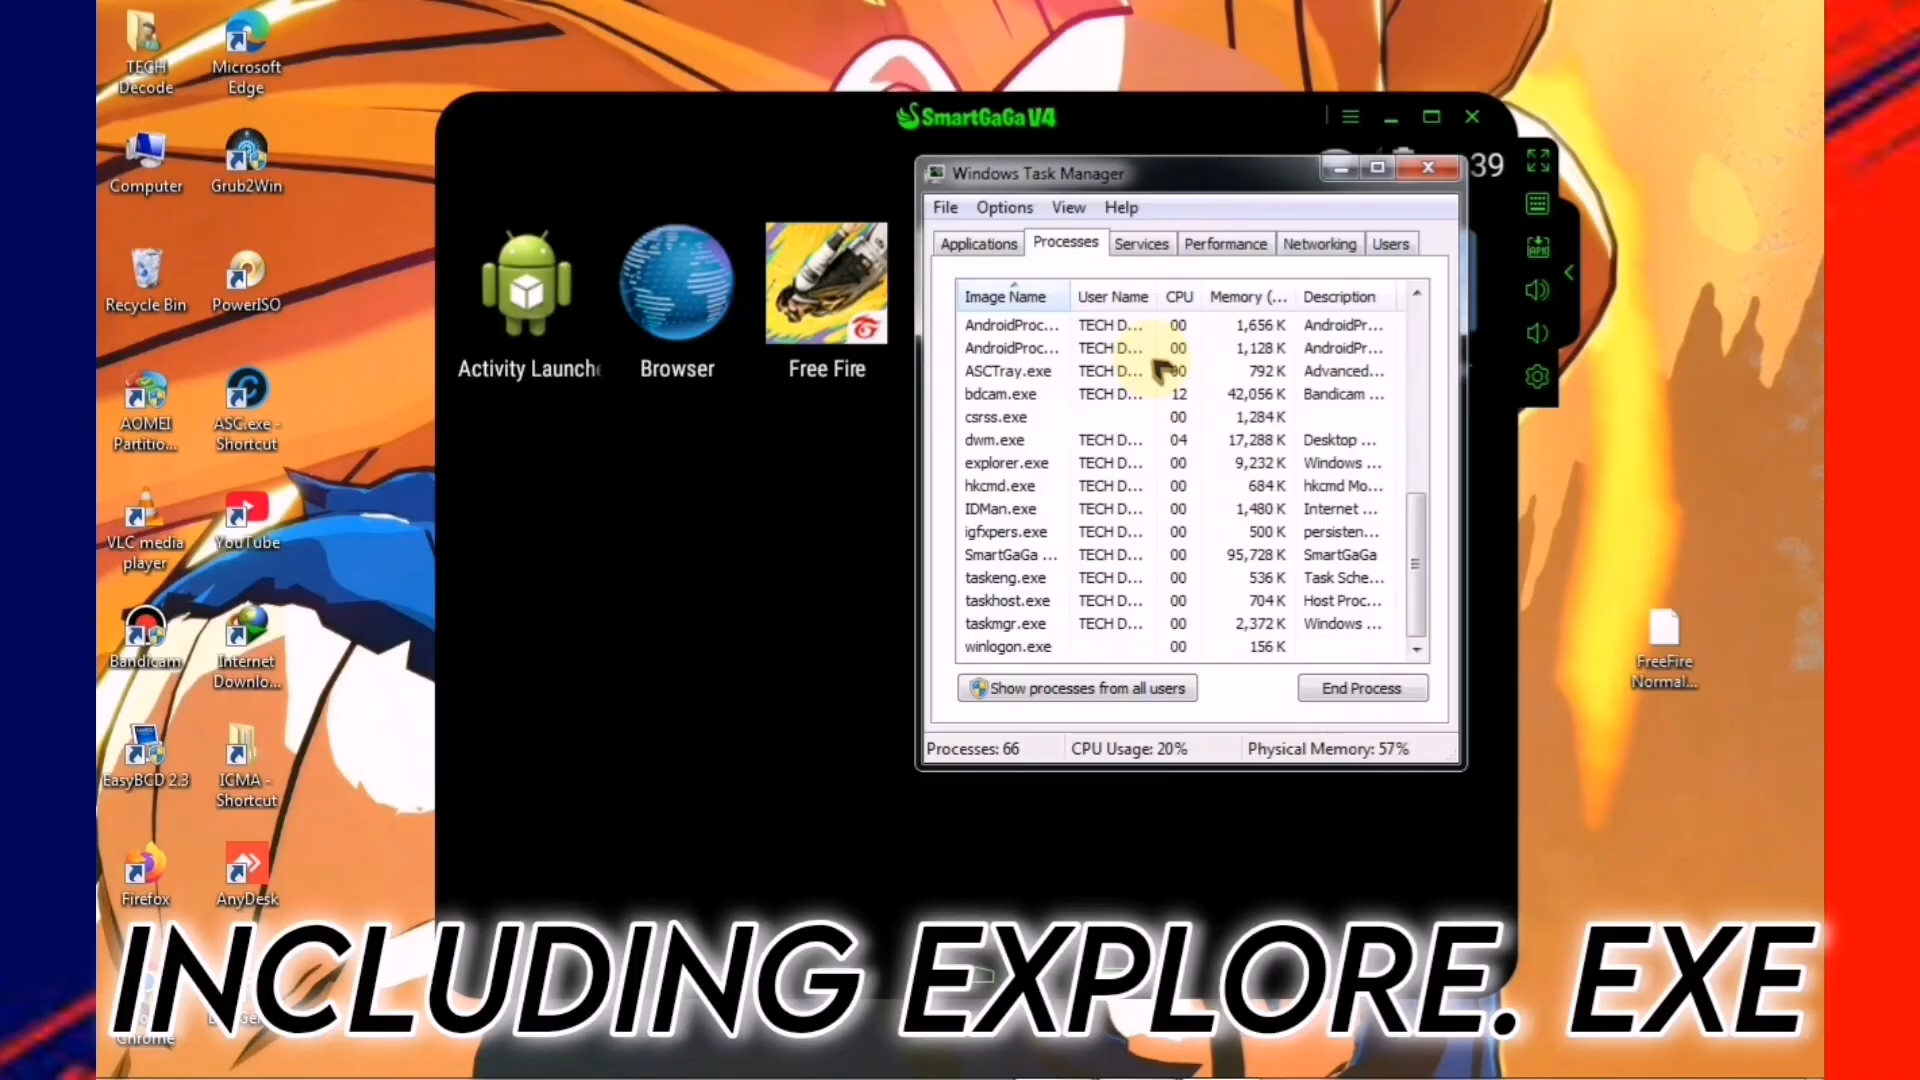 TECH
Decode
Microsoft
Edge
Computer
Grub2Win
Recycle Bin
PowerISO
AOMEI
Partitio...
ASC.exe -
Shortcut
VLC media
player
YouTube
Bandicam
Internet
Downlo...
EasyBCD 2.3
ICMA -
Shortcut
Firefox
AnyDesk
Chrome
SmartGaGa V4
39
APK
Activity Launche
Browser
Free Fire
Windows Task Manager
File Options View Help
Applications Processes Services Performance Networking Users
Image Name User Name CPU Memory (... Description
AndroidProc... TECH D... 00 1,656 K AndroidPr...
AndroidProc... TECH D... 00 1,128 K AndroidPr...
ASCTray.exe TECH D... 00 792 K Advanced...
bdcam.exe TECH D... 12 42,056 K Bandicam ...
csrss.exe 00 1,284 K
dwm.exe TECH D... 04 17,288 K Desktop ...
explorer.exe TECH D... 00 9,232 K Windows ...
hkcmd.exe TECH D... 00 684 K hkcmd Mo...
IDMan.exe TECH D... 00 1,480 K Internet ...
igfxpers.exe TECH D... 00 500 K persisten...
SmartGaGa ... TECH D... 00 95,728 K SmartGaGa
taskeng.exe TECH D... 00 536 K Task Sche...
taskhost.exe TECH D... 00 704 K Host Proc...
taskmgr.exe TECH D... 00 2,372 K Windows ...
winlogon.exe 00 156 K
Show processes from all users End Process
Processes: 66 CPU Usage: 20% Physical Memory: 57%
FreeFire
Normal...
INCLUDING EXPLORE. EXE